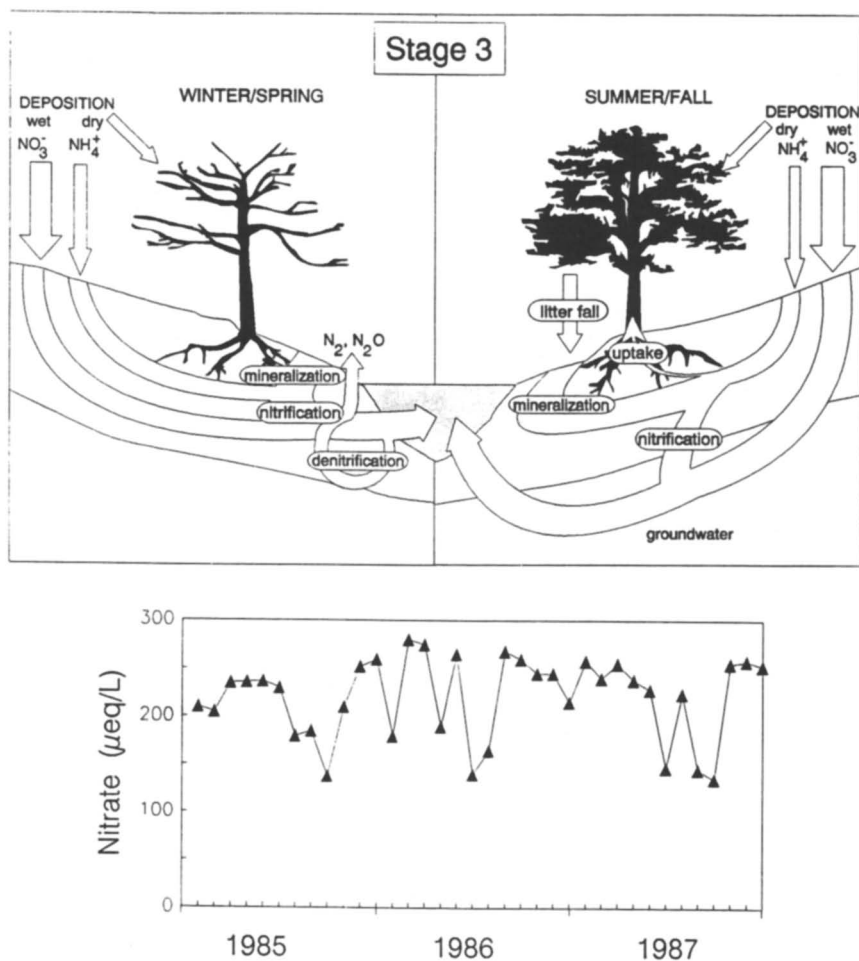 Stage 3
WINTER/SPRING
SUMMER/FALL
DEPOSITION
wet dry
NO₃⁻ NH₄⁺
DEPOSITION
dry wet
NH₄⁺ NO₃⁻
litter fall
N₂, N₂O
uptake
mineralization
mineralization
nitrification
nitrification
denitrification
groundwater
300
200
100
0
Nitrate (µeq/L)
1985 1986 1987